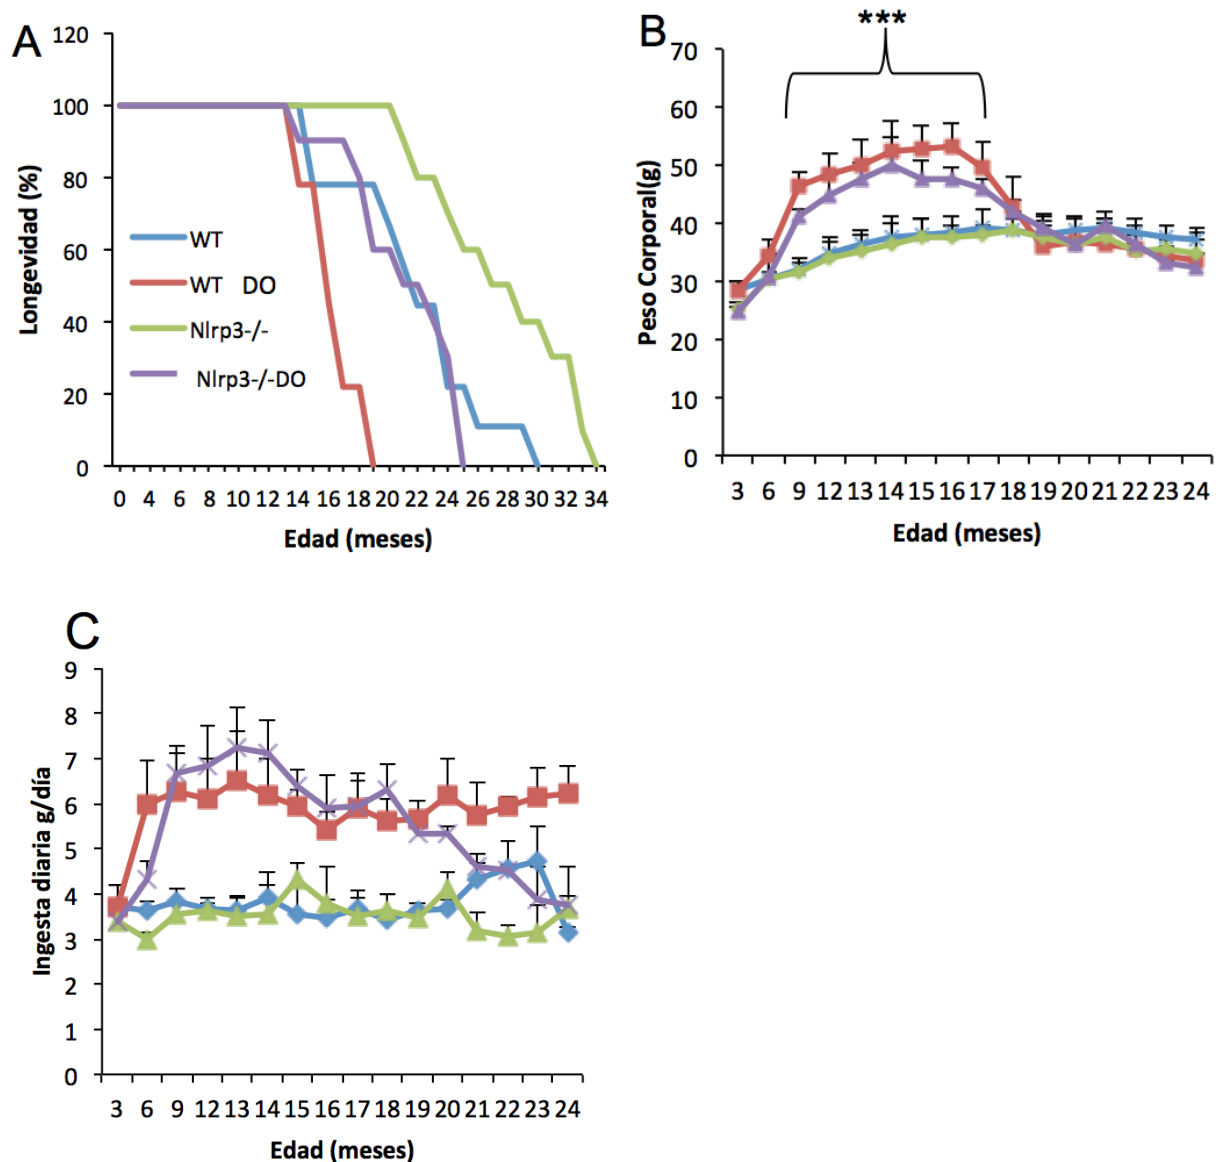 A
120
100
80
60
40
20
0
Longevidad (%)
WT
WT DO
Nlrp3-/-
Nlrp3-/-DO
0 4 6 8 10 12 14 16 18 20 22 24 26 28 30 32 34
Edad (meses)
B
***
70
60
50
40
30
20
10
0
Peso Corporal(g)
3 6 9 12 13 14 15 16 17 18 19 20 21 22 23 24
Edad (meses)
C
9
8
7
6
5
4
3
2
1
0
Ingesta diaria g/día
3 6 9 12 13 14 15 16 17 18 19 20 21 22 23 24
Edad (meses)